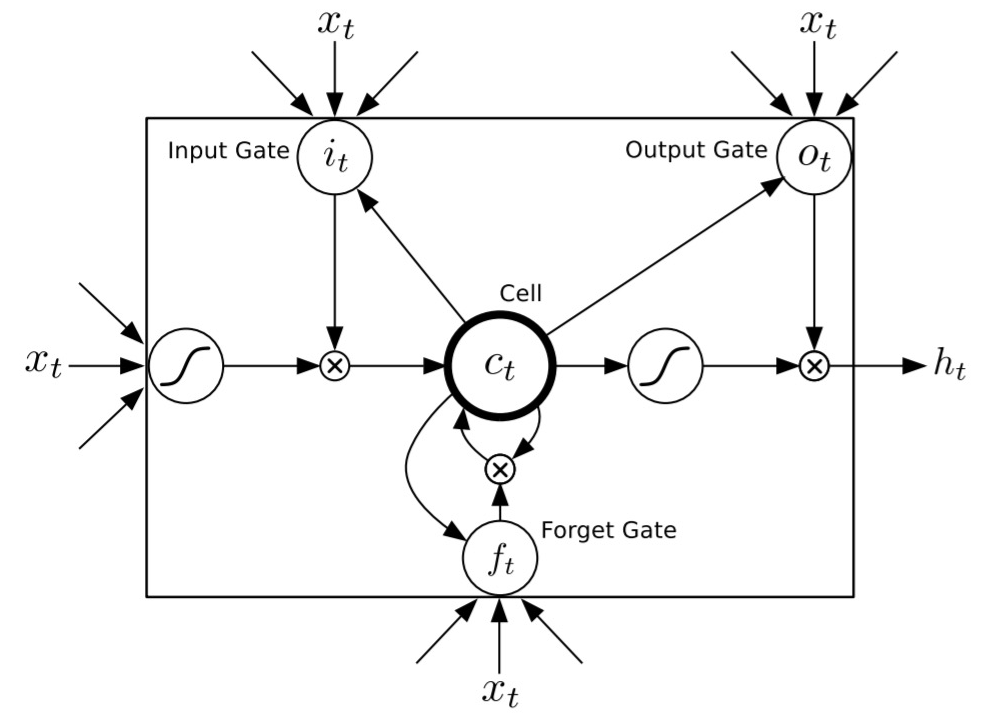 x_t x_t
Input Gate i_t Output Gate o_t
Cell
x_t c_t h_t
Forget Gate
f_t
x_t